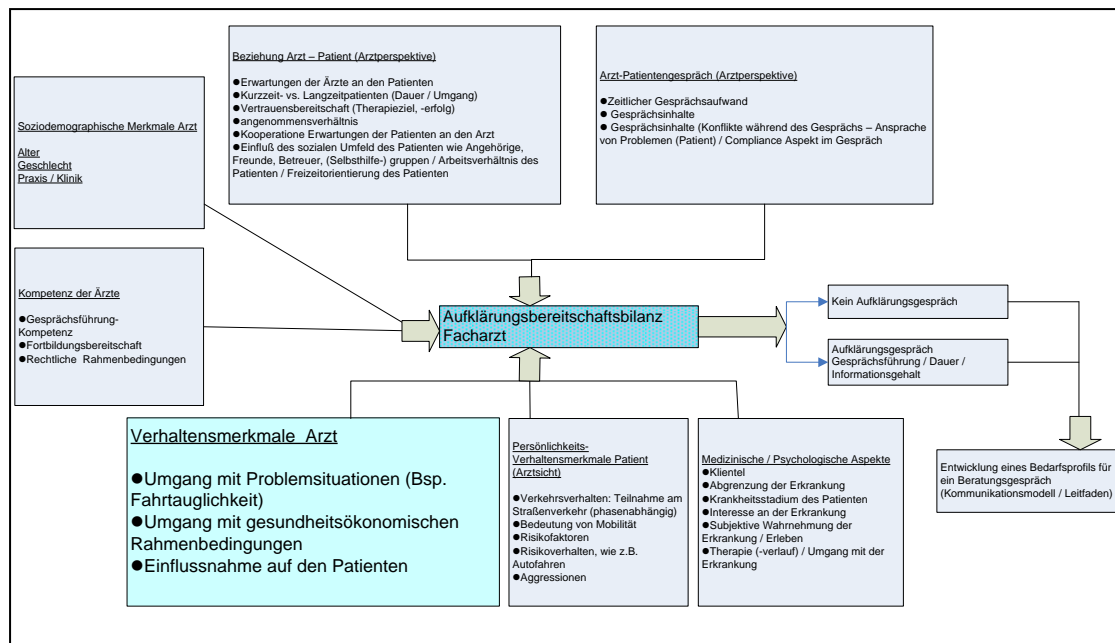 Beziehung Arzt – Patient (Arztperspektive)
●Erwartungen der Ärzte an den Patienten
●Kurzzeit- vs. Langzeitpatienten (Dauer / Umgang)
●Vertrauensbereitschaft (Therapieziel, -erfolg)
●angenommensverhältnis
●Kooperatione Erwartungen der Patienten an den Arzt
●Einfluß des sozialen Umfeld des Patienten wie Angehörige,
Freunde, Betreuer, (Selbsthilfe-) gruppen / Arbeitsverhältnis des
Patienten / Freizeitorientierung des Patienten
Arzt-Patientengespräch (Arztperspektive)
●Zeitlicher Gesprächsaufwand
● Gesprächsinhalte
● Gesprächsinhalte (Konflikte während des Gesprächs – Ansprache
von Problemen (Patient) / Compliance Aspekt im Gespräch
Soziodemographische Merkmale Arzt
Alter
Geschlecht
Praxis / Klinik
Kompetenz der Ärzte
●Gesprächsführung-
Kompetenz
●Fortbildungsbereitschaft
●Rechtliche Rahmenbedingungen
Aufklärungsbereitschaftsbilanz
Facharzt
Kein Aufklärungsgespräch
Aufklärungsgespräch
Gesprächsführung / Dauer /
Informationsgehalt
Verhaltensmerkmale Arzt
●Umgang mit Problemsituationen (Bsp.
Fahrtauglichkeit)
●Umgang mit gesundheitsökonomischen
Rahmenbedingungen
●Einflussnahme auf den Patienten
Persönlichkeits-
Verhaltensmerkmale Patient
(Arztsicht)
●Verkehrsverhalten: Teilnahme am
Straßenverkehr (phasenabhängig)
●Bedeutung von Mobilität
●Risikofaktoren
●Risikoverhalten, wie z.B.
Autofahren
●Aggressionen
Medizinische / Psychologische Aspekte
●Klientel
●Abgrenzung der Erkrankung
●Krankheitsstadium des Patienten
●Interesse an der Erkrankung
●Subjektive Wahrnehmung der
Erkrankung / Erleben
●Therapie (-verlauf) / Umgang mit der
Erkrankung
Entwicklung eines Bedarfsprofils für
ein Beratungsgespräch
(Kommunikationsmodell / Leitfaden)